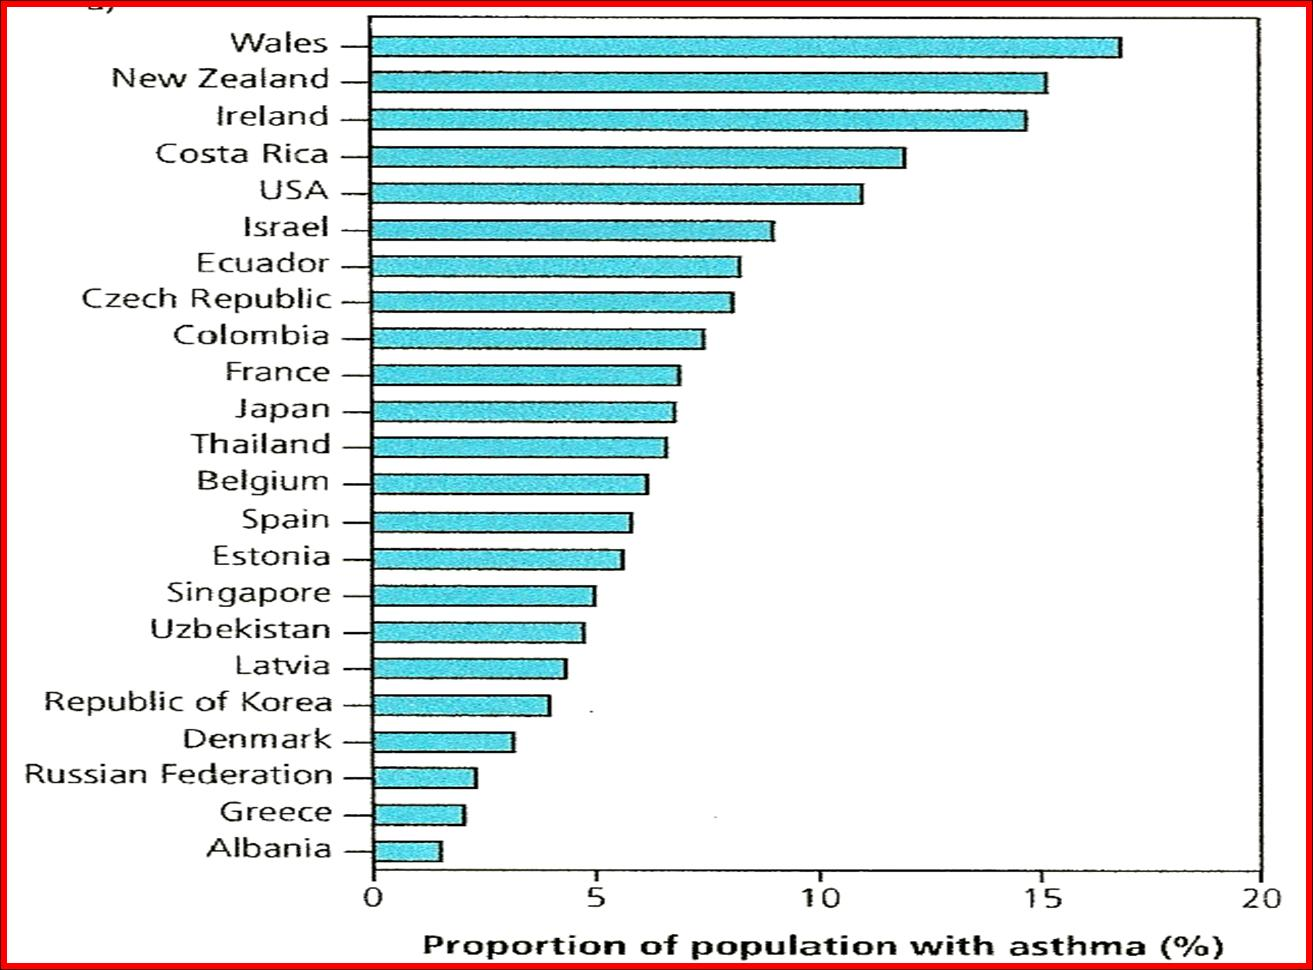 Wales
New Zealand
Ireland
Costa Rica
USA
Israel
Ecuador
Czech Republic
Colombia
France
Japan
Thailand
Belgium
Spain
Estonia
Singapore
Uzbekistan
Latvia
Republic of Korea
Denmark
Russian Federation
Greece
Albania
0 5 10 15 20
Proportion of population with asthma (%)